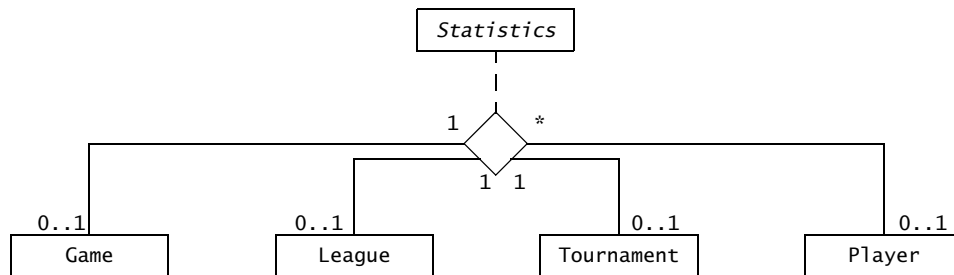 Statistics
1 *
1 1
0..1 0..1 0..1 0..1
Game League Tournament Player